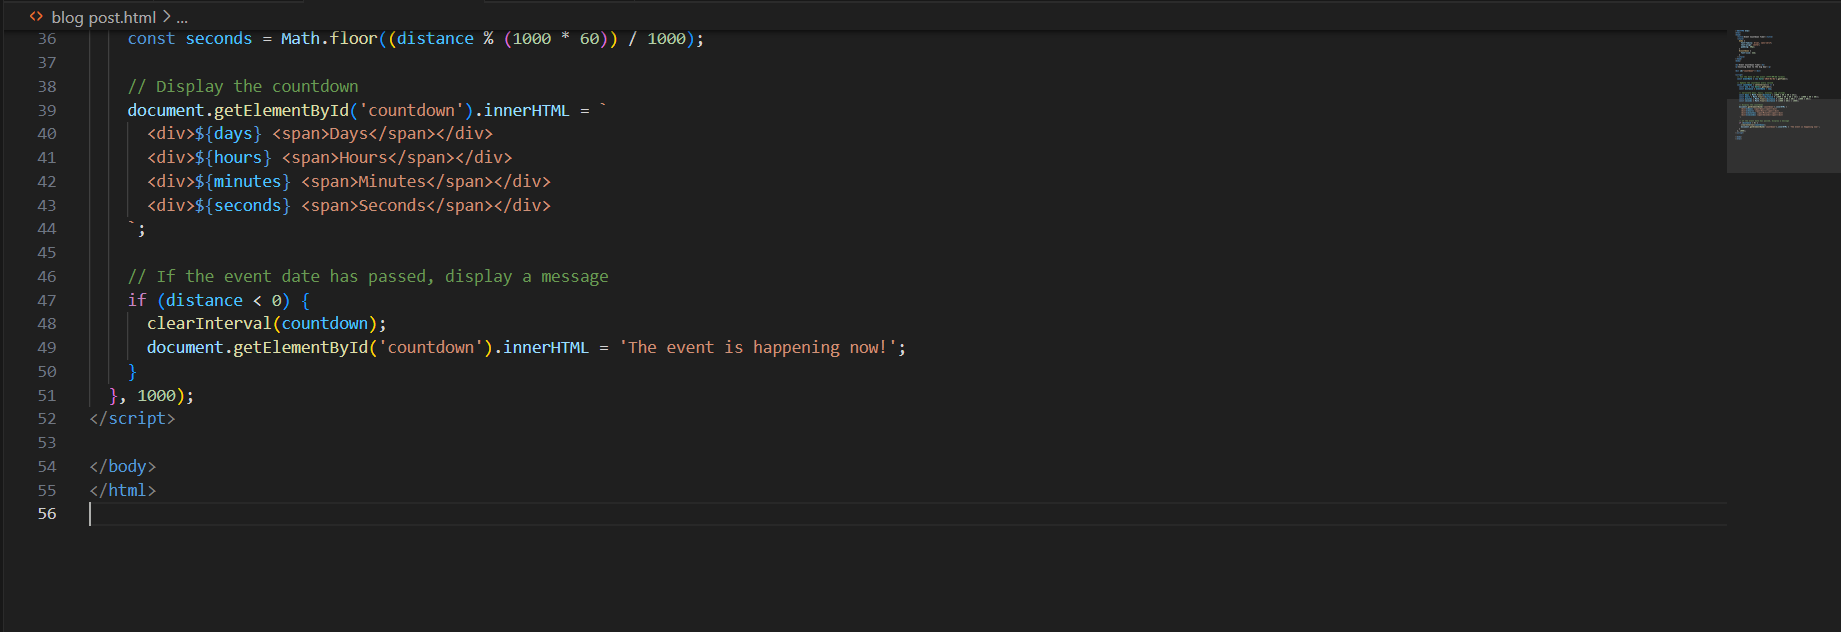 <> blog post.html > ...
36 const seconds = Math.floor((distance % (1000 * 60)) / 1000);
37
38 // Display the countdown
39 document.getElementById('countdown').innerHTML = `
40 <div>${days} <span>Days</span></div>
41 <div>${hours} <span>Hours</span></div>
42 <div>${minutes} <span>Minutes</span></div>
43 <div>${seconds} <span>Seconds</span></div>
44 `;
45
46 // If the event date has passed, display a message
47 if (distance < 0) {
48 clearInterval(countdown);
49 document.getElementById('countdown').innerHTML = 'The event is happening now!';
50 }
51 }, 1000);
52 </script>
53
54 </body>
55 </html>
56